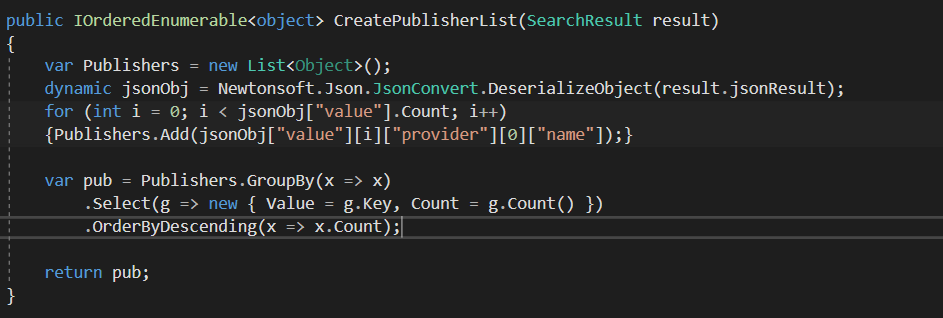 public IOrderedEnumerable<object> CreatePublisherList(SearchResult result)
{
    var Publishers = new List<Object>();
    dynamic jsonObj = Newtonsoft.Json.JsonConvert.DeserializeObject(result.jsonResult);
    for (int i = 0; i < jsonObj["value"].Count; i++)
    {Publishers.Add(jsonObj["value"][i]["provider"][0]["name"]);}

    var pub = Publishers.GroupBy(x => x)
        .Select(g => new { Value = g.Key, Count = g.Count() })
        .OrderByDescending(x => x.Count);

    return pub;
}